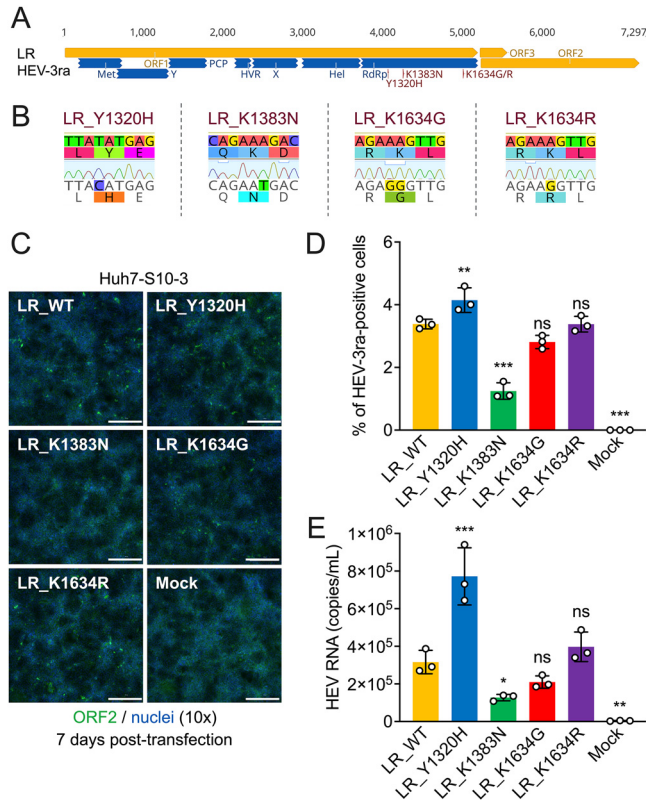 A
1 1,000 2,000 3,000 4,000 5,000 6,000 7,297
LR ORF1 ORF3 ORF2
HEV-3ra Met Y PCP HVR X Hel RdRp Y1320H K1383N K1634G/R
B
LR_Y1320H LR_K1383N LR_K1634G LR_K1634R
TTATATGAG CAGAAAGAC AGAAAGTTG AGAAAGTTG
L Y E Q K D R K L R K L
TTACATGAG CAGAATGAC AGAGGGTTG AGAAGGTTG
L H E Q N D R G L R R L
C
Huh7-S10-3
LR_WT LR_Y1320H
LR_K1383N LR_K1634G
LR_K1634R Mock
ORF2 / nuclei (10x)
7 days post-transfection
D
% of HEV-3ra-positive cells
6
4
2
0
** *** ns ns ***
LR_WT LR_Y1320H LR_K1383N LR_K1634G LR_K1634R Mock
E
HEV RNA (copies/mL)
1×10⁶
8×10⁵
6×10⁵
4×10⁵
2×10⁵
0
*** * ns ns **
LR_WT LR_Y1320H LR_K1383N LR_K1634G LR_K1634R Mock